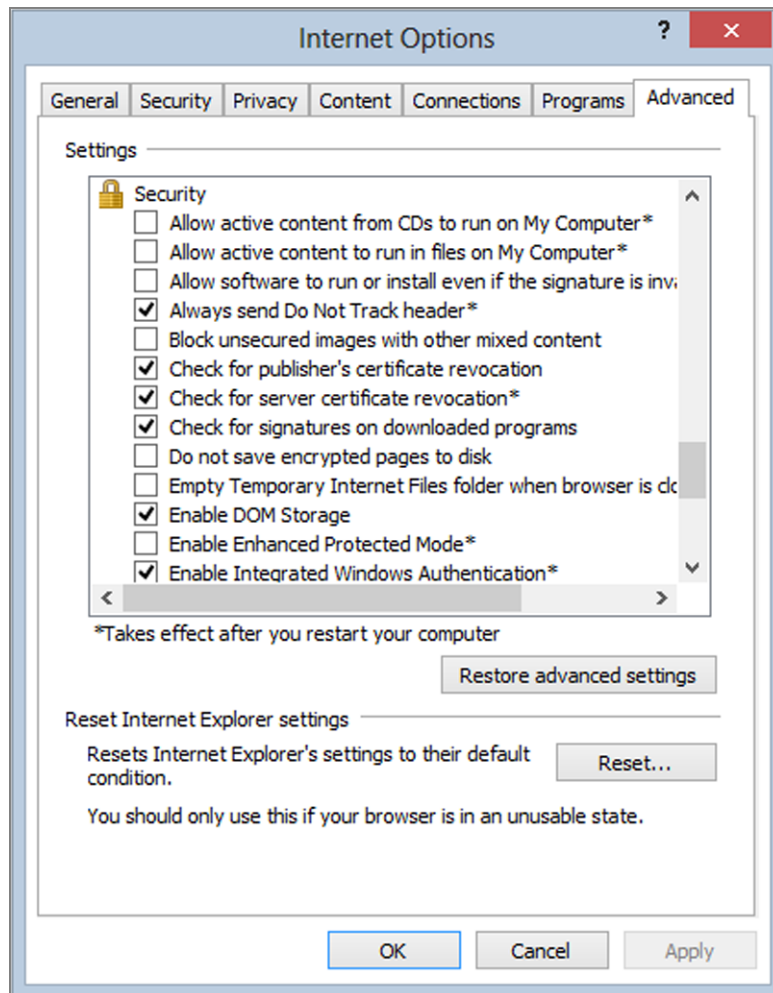 Internet Options
?
General Security Privacy Content Connections Programs Advanced
Settings
Security
Allow active content from CDs to run on My Computer*
Allow active content to run in files on My Computer*
Allow software to run or install even if the signature is
Always send Do Not Track header*
Block unsecured images with other mixed content
Check for publisher's certificate revocation
Check for server certificate revocation*
Check for signatures on downloaded programs
Do not save encrypted pages to disk
Empty Temporary Internet Files folder when browser is
Enable DOM Storage
Enable Enhanced Protected Mode*
Enable Integrated Windows Authentication*
*Takes effect after you restart your computer
Restore advanced settings
Reset Internet Explorer settings
Resets Internet Explorer's settings to their default
condition.
Reset...
You should only use this if your browser is in an unusable state.
OK Cancel Apply